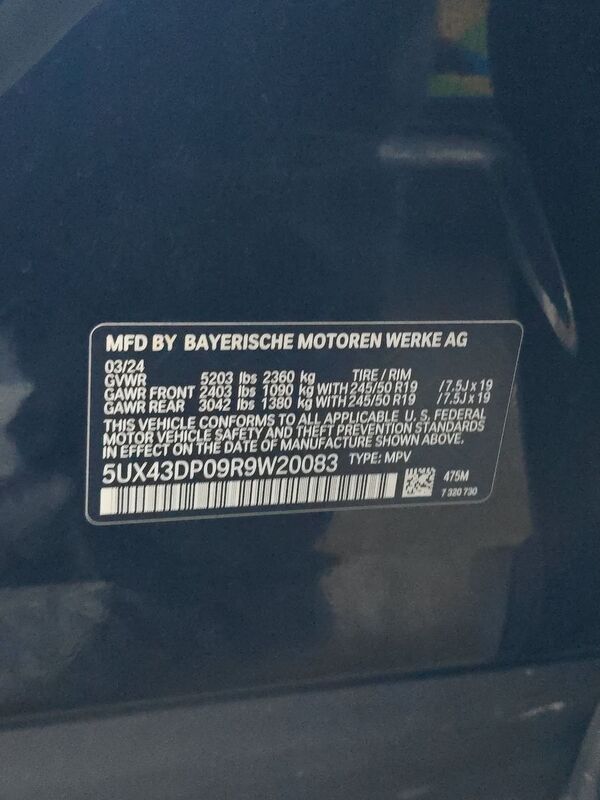 MFD BY BAYERISCHE MOTOREN WERKE AG
03/24
GVWR 5203 lbs 2360 kg TIRE / RIM
GAWR FRONT 2403 lbs 1090 kg WITH 245/50 R19 /7.5J x 19
GAWR REAR 3042 lbs 1380 kg WITH 245/50 R19 /7.5J x 19
THIS VEHICLE CONFORMS TO ALL APPLICABLE U. S. FEDERAL
MOTOR VEHICLE SAFETY AND THEFT PREVENTION STANDARDS
IN EFFECT ON THE DATE OF MANUFACTURE SHOWN ABOVE.
5UX43DP09R9W20083 TYPE: MPV
475M
7 320 730